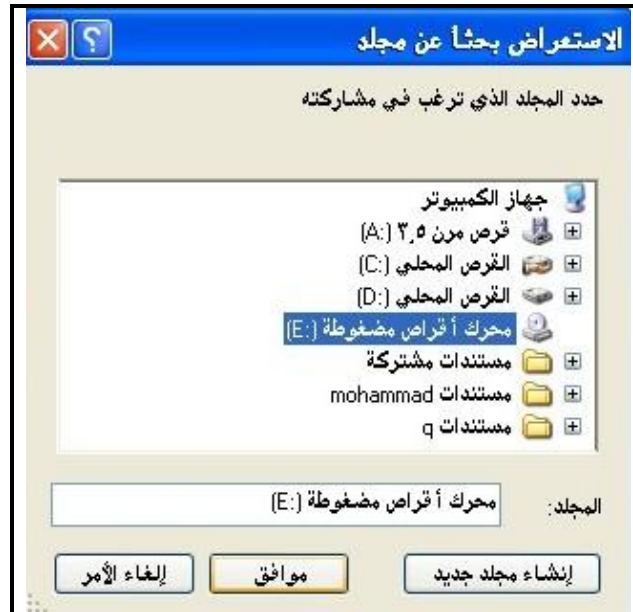 الاستعراض بحثاً عن مجلد
حدد المجلد الذي ترغب في مشاركته
جهاز الكمبيوتر
قرص مرن ٣,٥ (A:)
القرص المحلي (C:)
القرص المحلي (D:)
محرك أقراص مضغوطة (E:)
مستندات مشتركة
مستندات mohammad
مستندات q
المجلد: محرك أقراص مضغوطة (E:)
إنشاء مجلد جديد موافق إلغاء الأمر